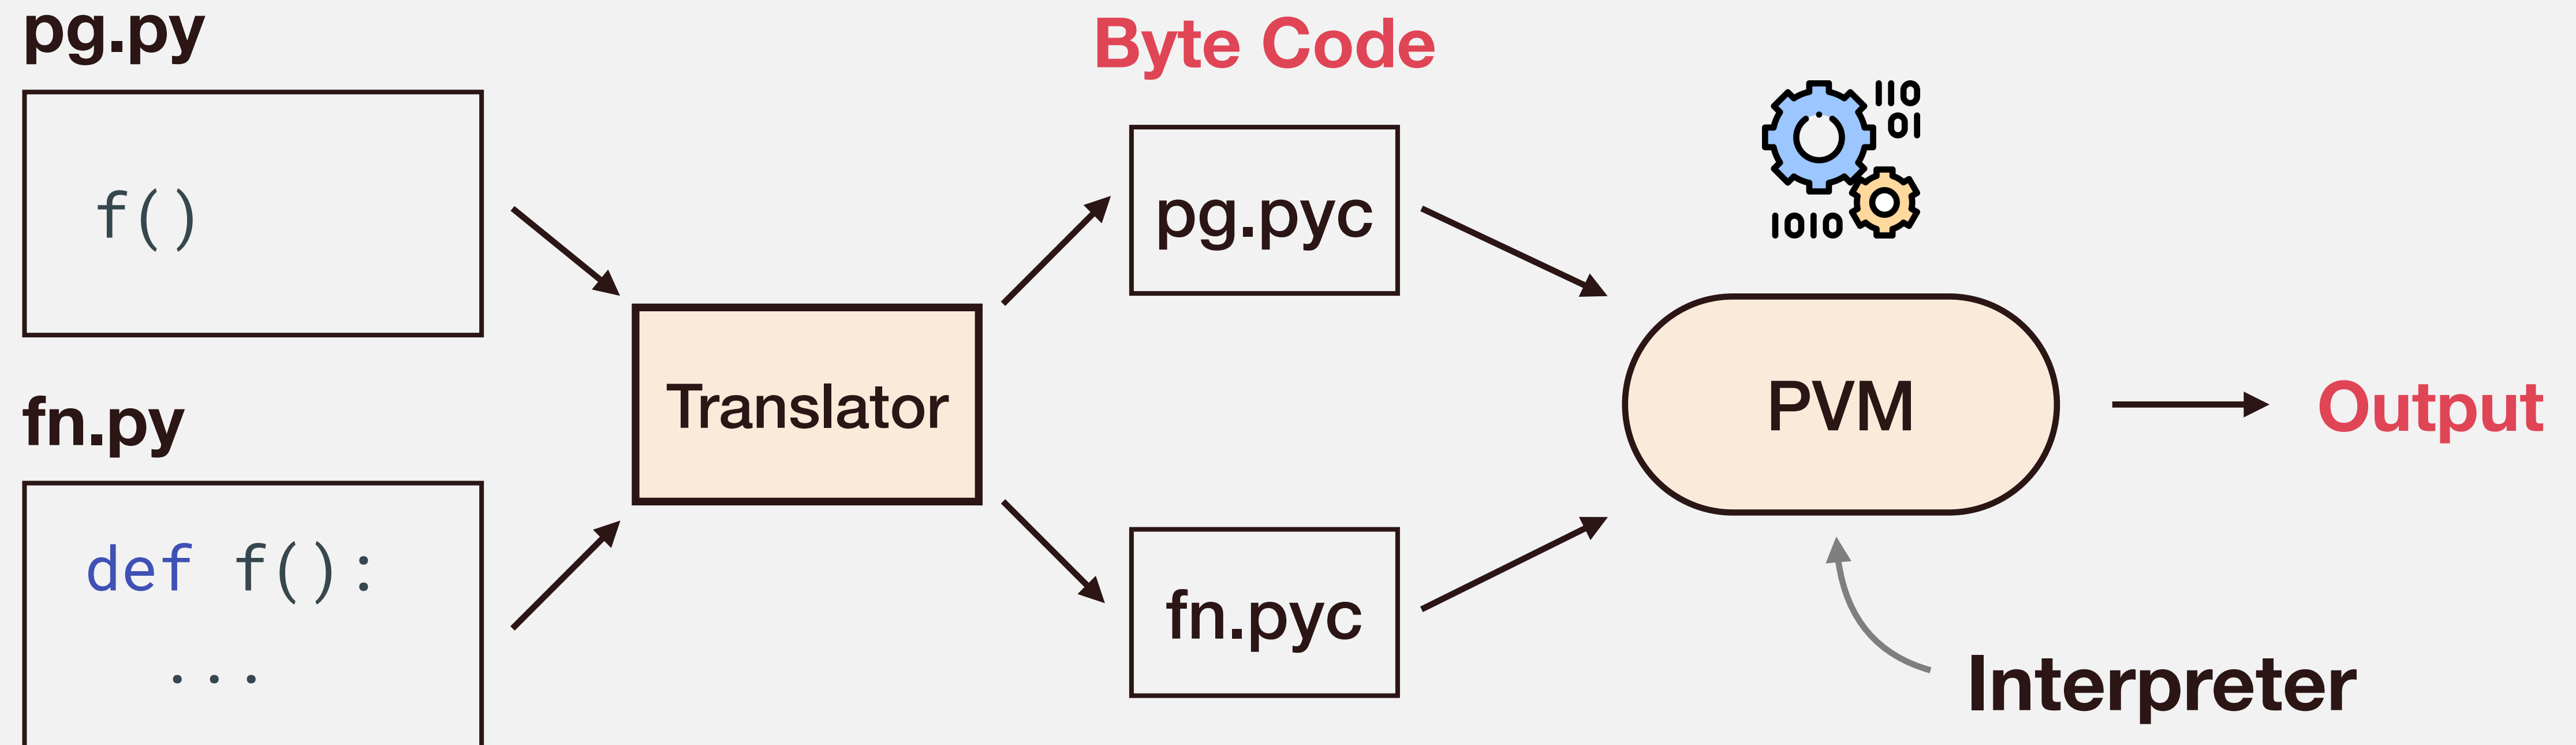 pg.py
f()
fn.py
def f():
...
Translator
Byte Code
pg.pyc
fn.pyc
110
01
1010
PVM
Interpreter
Output